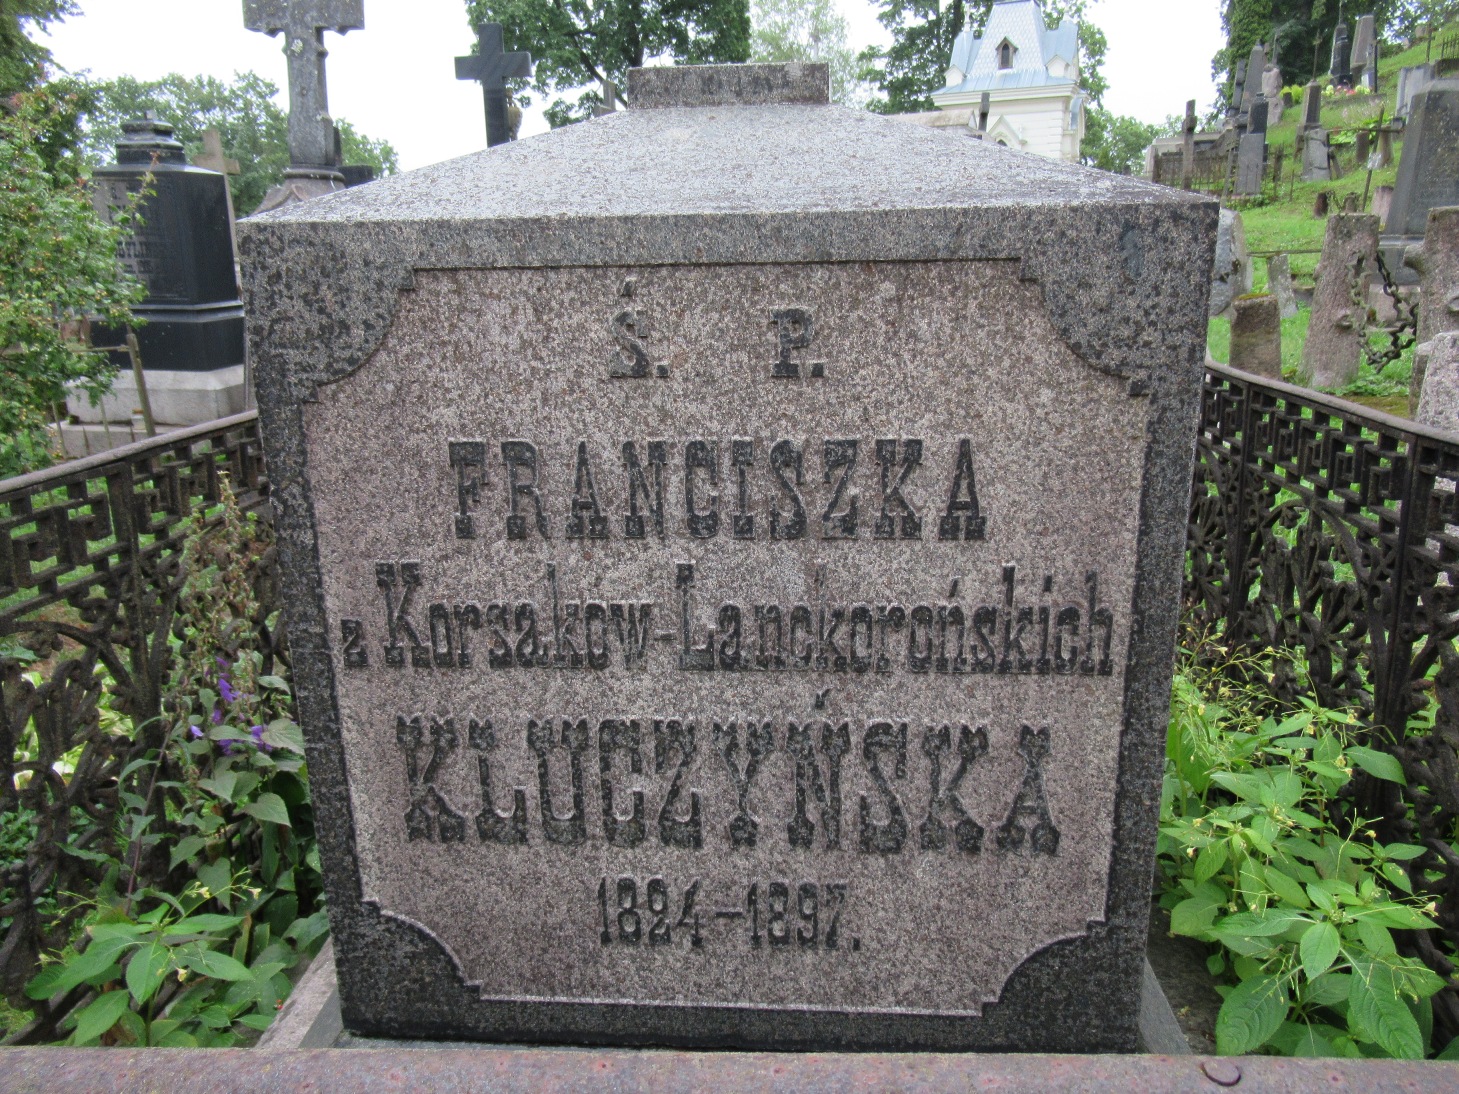 Ś. P.
FRANCISZKA
z Korsakow-Lanckorońskich
KLUCZYŃSKA
1824-1897.